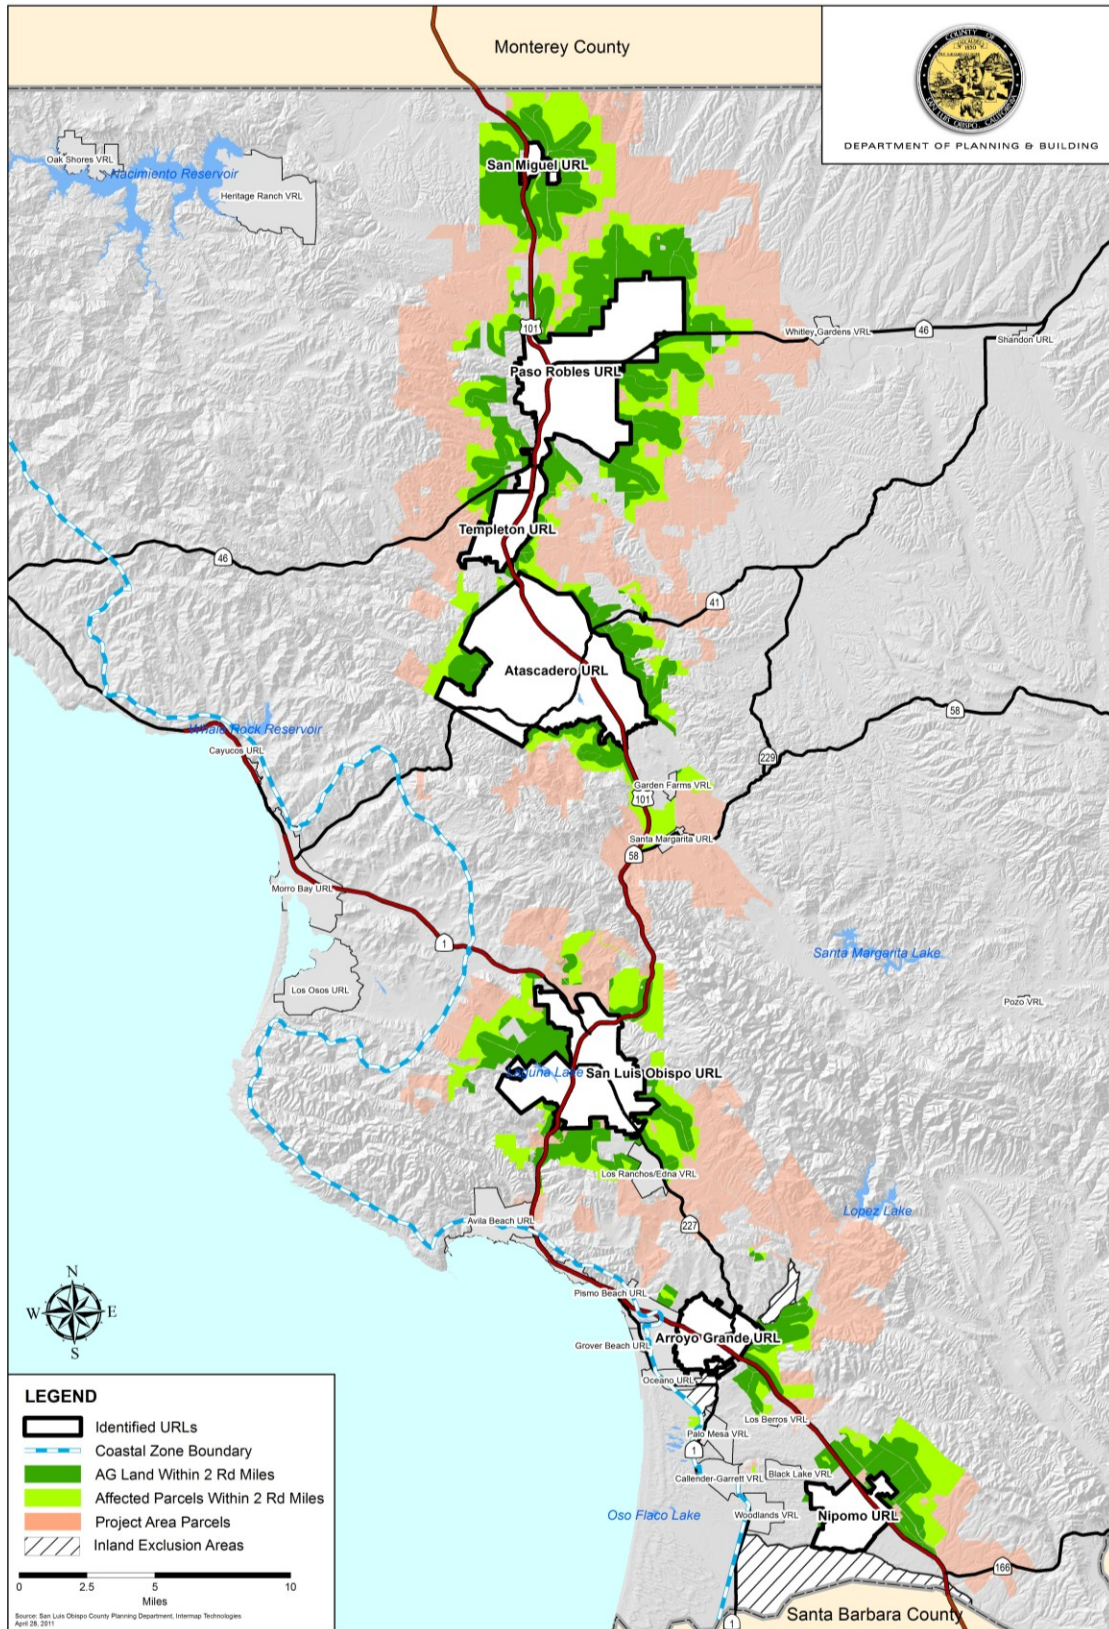 Monterey County
COUNTY OF
SAN LUIS OBISPO CALIFORNIA
DEPARTMENT OF PLANNING & BUILDING
San Miguel URL
Oak Shores VRL
Nacimiento Reservoir
Heritage Ranch VRL
101
Whitley Gardens VRL
46
Shandon URL
Paso Robles URL
Templeton URL
46
41
Atascadero URL
58
Whale Rock Reservoir
Cayucos URL
229
Garden Farms VRL
101
Santa Margarita URL
58
Morro Bay URL
1
Santa Margarita Lake
Los Osos URL
Pozo VRL
Laguna Lake
San Luis Obispo URL
Los Ranchos/Edna VRL
Lopez Lake
Avila Beach URL
227
Pismo Beach URL
N
W
E
S
Arroyo Grande URL
Grover Beach URL
Oceano URL
Los Berros VRL
Palo Mesa VRL
1
Callender-Garrett VRL
Black Lake VRL
Oso Flaco Lake
Woodlands VRL
Nipomo URL
166
1
Santa Barbara County
LEGEND
Identified URLs
Coastal Zone Boundary
AG Land Within 2 Rd Miles
Affected Parcels Within 2 Rd Miles
Project Area Parcels
Inland Exclusion Areas
0 2.5 5 10
Miles
Source: San Luis Obispo County Planning Department, Intermap Technologies
April 28, 2011